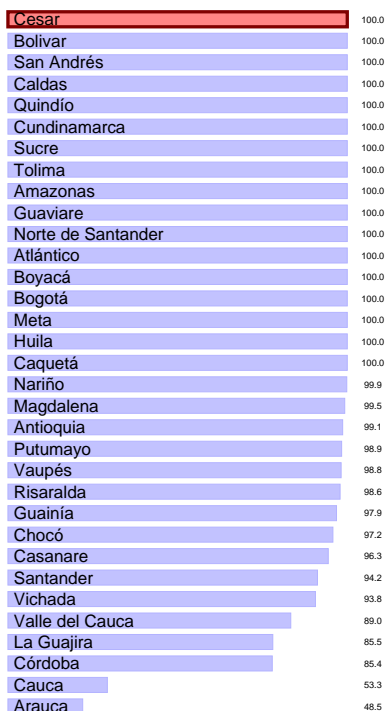 Cesar 100.0
Bolivar 100.0
San Andrés 100.0
Caldas 100.0
Quindío 100.0
Cundinamarca 100.0
Sucre 100.0
Tolima 100.0
Amazonas 100.0
Guaviare 100.0
Norte de Santander 100.0
Atlántico 100.0
Boyacá 100.0
Bogotá 100.0
Meta 100.0
Huila 100.0
Caquetá 100.0
Nariño 99.9
Magdalena 99.5
Antioquia 99.1
Putumayo 98.9
Vaupés 98.8
Risaralda 98.6
Guainía 97.9
Chocó 97.2
Casanare 96.3
Santander 94.2
Vichada 93.8
Valle del Cauca 89.0
La Guajira 85.5
Córdoba 85.4
Cauca 53.3
Arauca 48.5